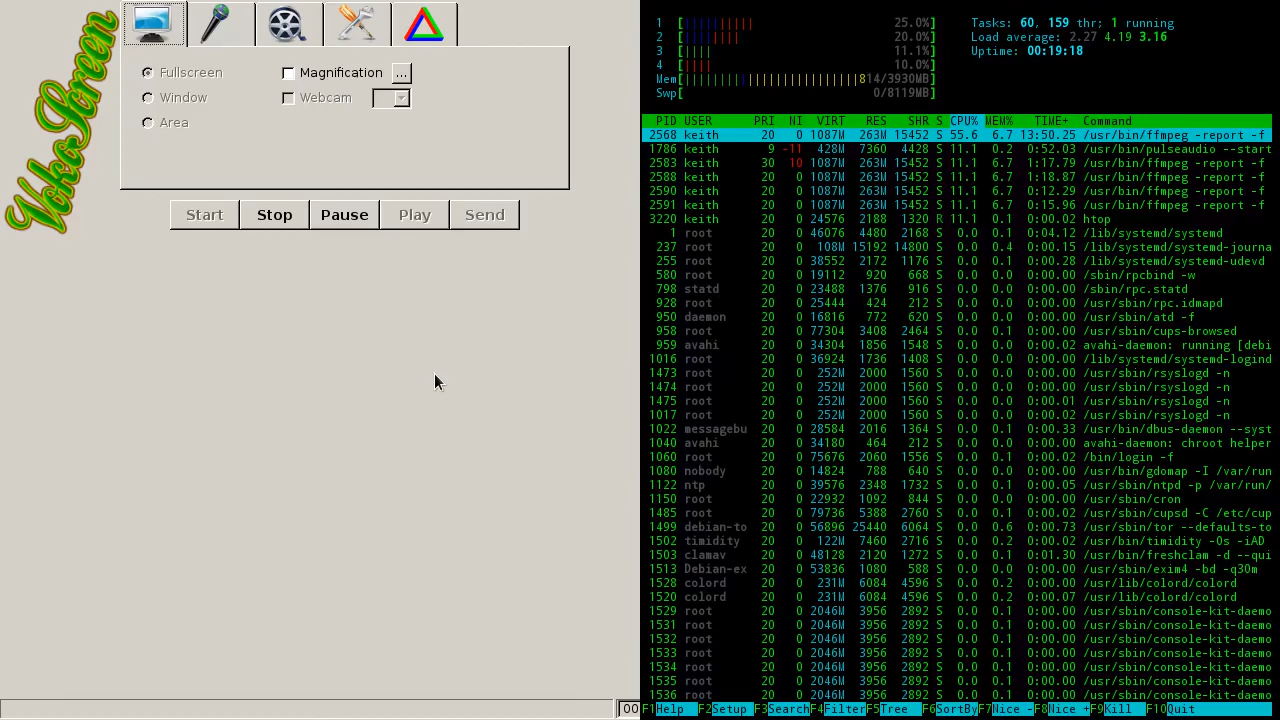 VokoScreen
Fullscreen
Magnification
...
Window
Webcam
Area
Start
Stop
Pause
Play
Send
00
1 [|||||||||| 25.0%]
2 [|||||||| 20.0%]
3 [|||| 11.1%]
4 [|||| 10.0%]
Mem[||||||||||||||||||||||||||814/3930MB]
Swp[ 0/8119MB]
Tasks: 60, 159 thr; 1 running
Load average: 2.27 4.19 3.16
Uptime: 00:19:18
PID USER PRI NI VIRT RES SHR S CPU% MEM% TIME+ Command
2568 keith 20 0 1087M 263M 15452 S 55.6 6.7 13:50.25 /usr/bin/ffmpeg -report -f
1786 keith 9 -11 428M 7360 4428 S 11.1 0.2 0:52.03 /usr/bin/pulseaudio --start
2583 keith 30 10 1087M 263M 15452 S 11.1 6.7 1:17.79 /usr/bin/ffmpeg -report -f
2588 keith 20 0 1087M 263M 15452 S 11.1 6.7 1:18.87 /usr/bin/ffmpeg -report -f
2590 keith 20 0 1087M 263M 15452 S 11.1 6.7 0:12.29 /usr/bin/ffmpeg -report -f
2591 keith 20 0 1087M 263M 15452 S 11.1 6.7 0:15.96 /usr/bin/ffmpeg -report -f
3220 keith 20 0 24576 2188 1320 R 11.1 0.1 0:00.02 htop
1 root 20 0 46076 4480 2168 S 0.0 0.1 0:04.12 /lib/systemd/systemd
237 root 20 0 108M 15192 14800 S 0.0 0.4 0:00.15 /lib/systemd/systemd-journa
255 root 20 0 38552 2172 1176 S 0.0 0.1 0:00.28 /lib/systemd/systemd-udevd
580 root 20 0 19112 920 668 S 0.0 0.0 0:00.00 /sbin/rpcbind -w
798 statd 20 0 23488 1376 916 S 0.0 0.0 0:00.00 /sbin/rpc.statd
928 root 20 0 25444 424 212 S 0.0 0.0 0:00.00 /usr/sbin/rpc.idmapd
950 daemon 20 0 16816 772 620 S 0.0 0.0 0:00.00 /usr/sbin/atd -f
958 root 20 0 77304 3408 2464 S 0.0 0.1 0:00.00 /usr/sbin/cups-browsed
959 avahi 20 0 34304 1856 1548 S 0.0 0.0 0:00.02 avahi-daemon: running [debi
1016 root 20 0 36924 1736 1408 S 0.0 0.0 0:00.00 /lib/systemd/systemd-logind
1473 root 20 0 252M 2000 1560 S 0.0 0.0 0:00.00 /usr/sbin/rsyslogd -n
1474 root 20 0 252M 2000 1560 S 0.0 0.0 0:00.00 /usr/sbin/rsyslogd -n
1475 root 20 0 252M 2000 1560 S 0.0 0.0 0:00.01 /usr/sbin/rsyslogd -n
1017 root 20 0 252M 2000 1560 S 0.0 0.0 0:00.02 /usr/sbin/rsyslogd -n
1022 messagebu 20 0 28584 2016 1364 S 0.0 0.1 0:00.33 /usr/bin/dbus-daemon --syst
1040 avahi 20 0 34180 464 212 S 0.0 0.0 0:00.00 avahi-daemon: chroot helper
1060 root 20 0 75676 2060 1556 S 0.0 0.1 0:00.02 /bin/login -f
1080 nobody 20 0 14824 788 640 S 0.0 0.0 0:00.00 /usr/bin/gdomap -I /var/run
1122 ntp 20 0 39576 2348 1732 S 0.0 0.1 0:00.05 /usr/sbin/ntpd -p /var/run/
1150 root 20 0 22932 1092 844 S 0.0 0.0 0:00.00 /usr/sbin/cron
1485 root 20 0 79736 5388 2760 S 0.0 0.1 0:00.02 /usr/sbin/cupsd -C /etc/cup
1499 debian-to 20 0 56896 25440 6064 S 0.0 0.6 0:00.73 /usr/sbin/tor --defaults-to
1502 timidity 20 0 122M 7460 2716 S 0.0 0.2 0:00.02 /usr/bin/timidity -Os -iAD
1503 clamav 20 0 48128 2120 1272 S 0.0 0.1 0:01.30 /usr/bin/freshclam -d --qui
1513 Debian-ex 20 0 53836 1080 588 S 0.0 0.0 0:00.00 /usr/sbin/exim4 -bd -q30m
1528 colord 20 0 231M 6084 4596 S 0.0 0.2 0:00.00 /usr/lib/colord/colord
1520 colord 20 0 231M 6084 4596 S 0.0 0.2 0:00.07 /usr/lib/colord/colord
1529 root 20 0 2046M 3956 2892 S 0.0 0.1 0:00.00 /usr/sbin/console-kit-daemo
1531 root 20 0 2046M 3956 2892 S 0.0 0.1 0:00.00 /usr/sbin/console-kit-daemo
1532 root 20 0 2046M 3956 2892 S 0.0 0.1 0:00.00 /usr/sbin/console-kit-daemo
1533 root 20 0 2046M 3956 2892 S 0.0 0.1 0:00.00 /usr/sbin/console-kit-daemo
1534 root 20 0 2046M 3956 2892 S 0.0 0.1 0:00.00 /usr/sbin/console-kit-daemo
1535 root 20 0 2046M 3956 2892 S 0.0 0.1 0:00.00 /usr/sbin/console-kit-daemo
1536 root 20 0 2046M 3956 2892 S 0.0 0.1 0:00.00 /usr/sbin/console-kit-daemo
F1Help F2Setup F3SearchF4FilterF5Tree F6SortByF7Nice -F8Nice +F9Kill F10Quit